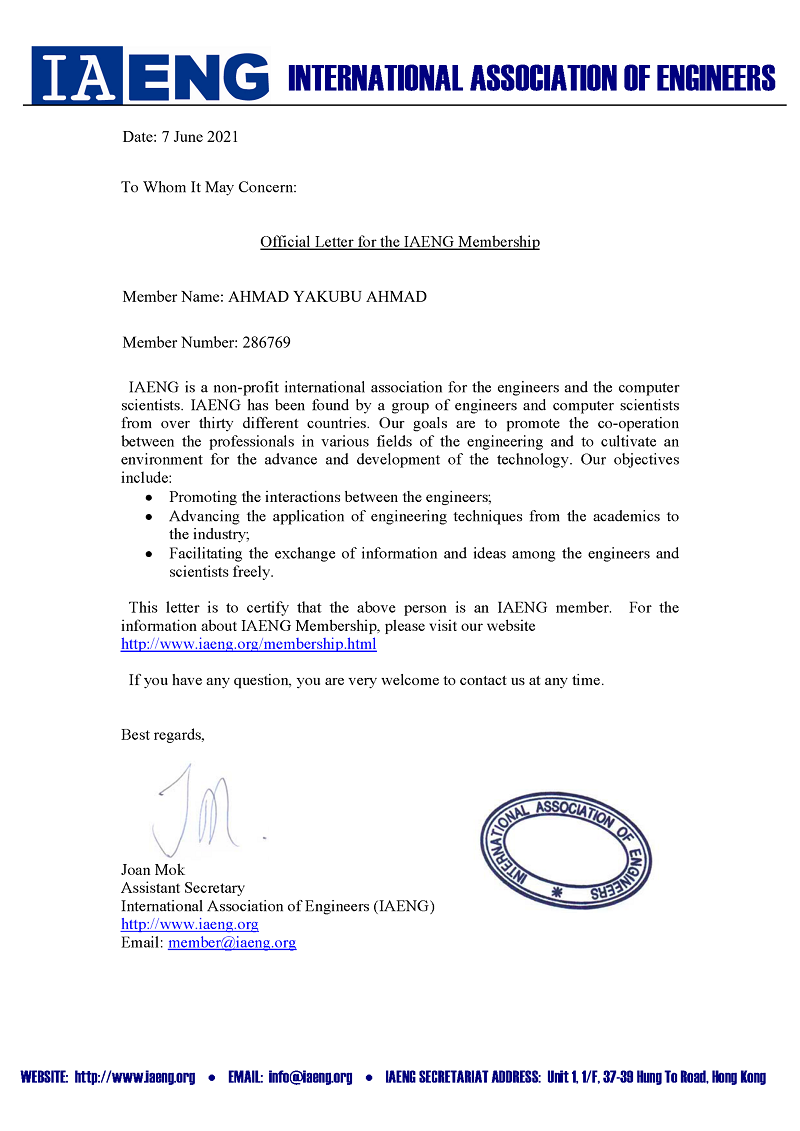 IAENG INTERNATIONAL ASSOCIATION OF ENGINEERS
Date: 7 June 2021
To Whom It May Concern:
Official Letter for the IAENG Membership
Member Name: AHMAD YAKUBU AHMAD
Member Number: 286769
IAENG is a non-profit international association for the engineers and the computer
scientists. IAENG has been found by a group of engineers and computer scientists
from over thirty different countries. Our goals are to promote the co-operation
between the professionals in various fields of the engineering and to cultivate an
environment for the advance and development of the technology. Our objectives
include:
• Promoting the interactions between the engineers;
• Advancing the application of engineering techniques from the academics to
the industry;
• Facilitating the exchange of information and ideas among the engineers and
scientists freely.
This letter is to certify that the above person is an IAENG member. For the
information about IAENG Membership, please visit our website
http://www.iaeng.org/membership.html
If you have any question, you are very welcome to contact us at any time.
Best regards,
JM.
INTERNATIONAL ASSOCIATION OF ENGINEERS *
Joan Mok
Assistant Secretary
International Association of Engineers (IAENG)
http://www.iaeng.org
Email: member@iaeng.org
WEBSITE: http://www.iaeng.org • EMAIL: info@iaeng.org • IAENG SECRETARIAT ADDRESS: Unit 1, 1/F, 37-39 Hung To Road, Hong Kong